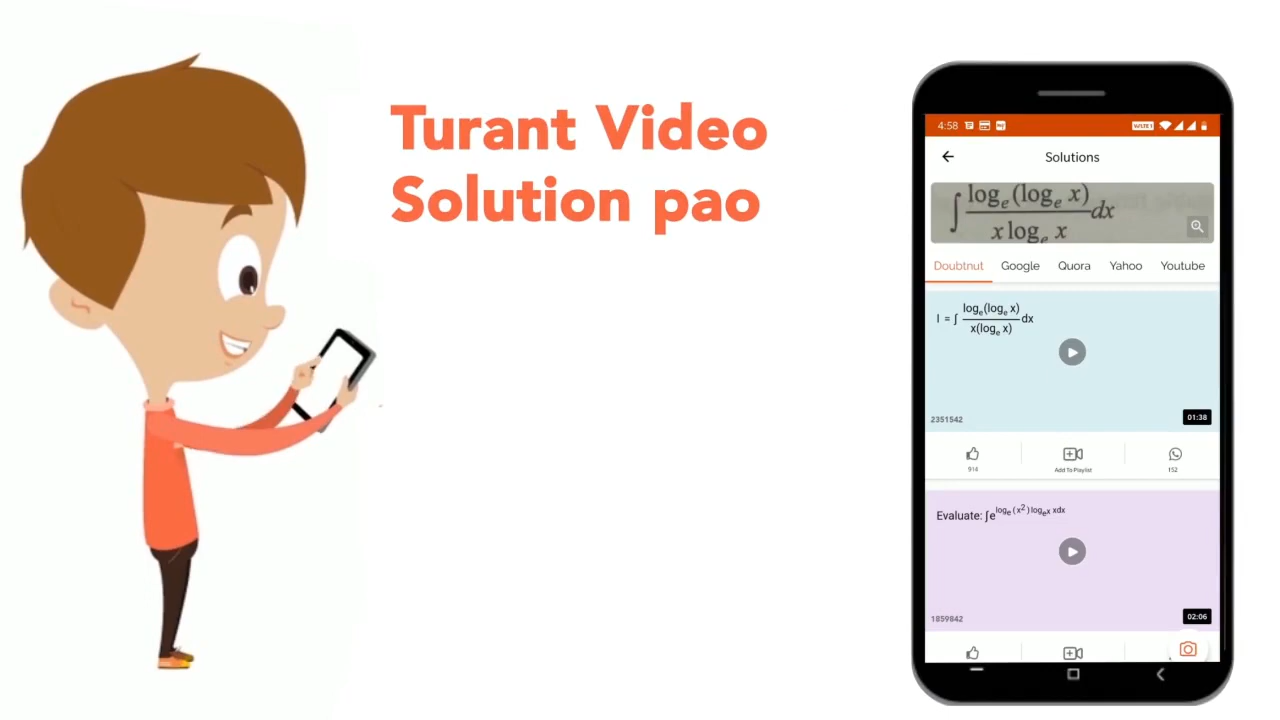 Turant Video
Solution pao
4:58
VoLTE1
Solutions
∫ logₑ(logₑ x) / x logₑ x dx
Doubtnut Google Quora Yahoo Youtube
I = ∫ logₑ(logₑ x) / x(logₑ x) dx
2351542 01:38
914 Add To Playlist 152
Evaluate: ∫e^logₑ(x²)logₑx xdx
1859842 02:06